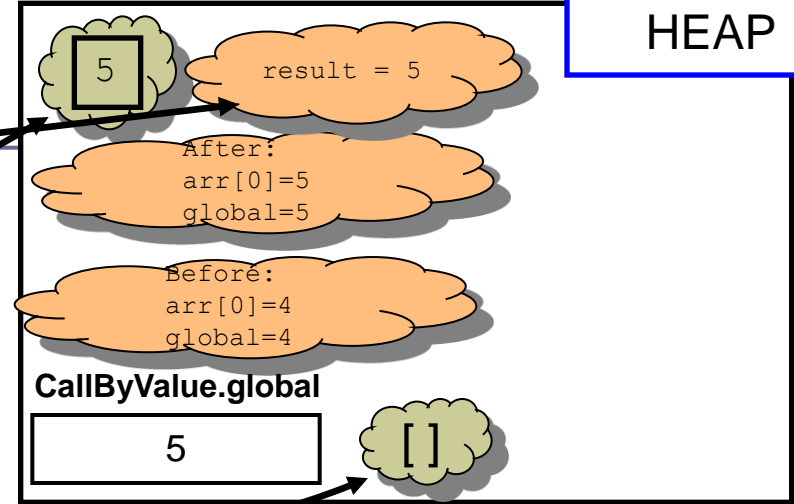 HEAP
5
result = 5
After:
arr[0]=5
global=5
Before:
arr[0]=4
global=4
CallByValue.global
5
[]